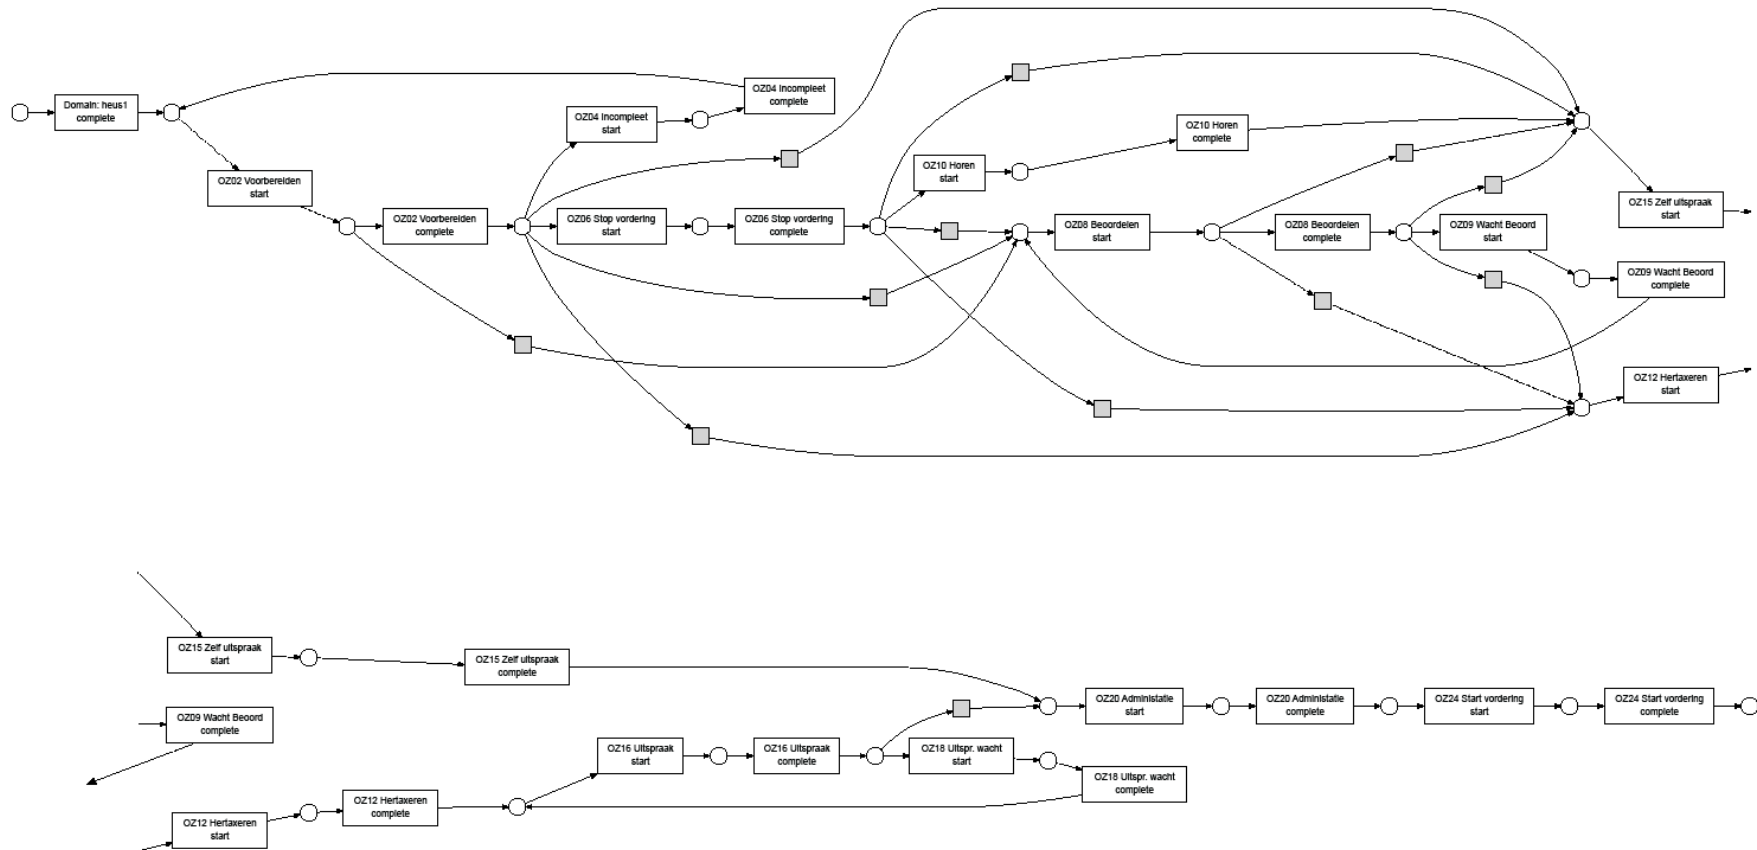 Domain: heus1
complete
OZ02 Voorbereiden
start
OZ02 Voorbereiden
complete
OZ04 Incompleet
start
OZ04 Incompleet
complete
OZ06 Stop vordering
start
OZ06 Stop vordering
complete
OZ10 Horen
start
OZ10 Horen
complete
OZ08 Beoordelen
start
OZ08 Beoordelen
complete
OZ09 Wacht Beoord
start
OZ09 Wacht Beoord
complete
OZ15 Zelf uitspraak
start
OZ12 Hertaxeren
start
OZ15 Zelf uitspraak
start
OZ15 Zelf uitspraak
complete
OZ09 Wacht Beoord
complete
OZ12 Hertaxeren
start
OZ12 Hertaxeren
complete
OZ16 Uitspraak
start
OZ16 Uitspraak
complete
OZ18 Uitspr. wacht
start
OZ18 Uitspr. wacht
complete
OZ20 Administatie
start
OZ20 Administatie
complete
OZ24 Start vordering
start
OZ24 Start vordering
complete